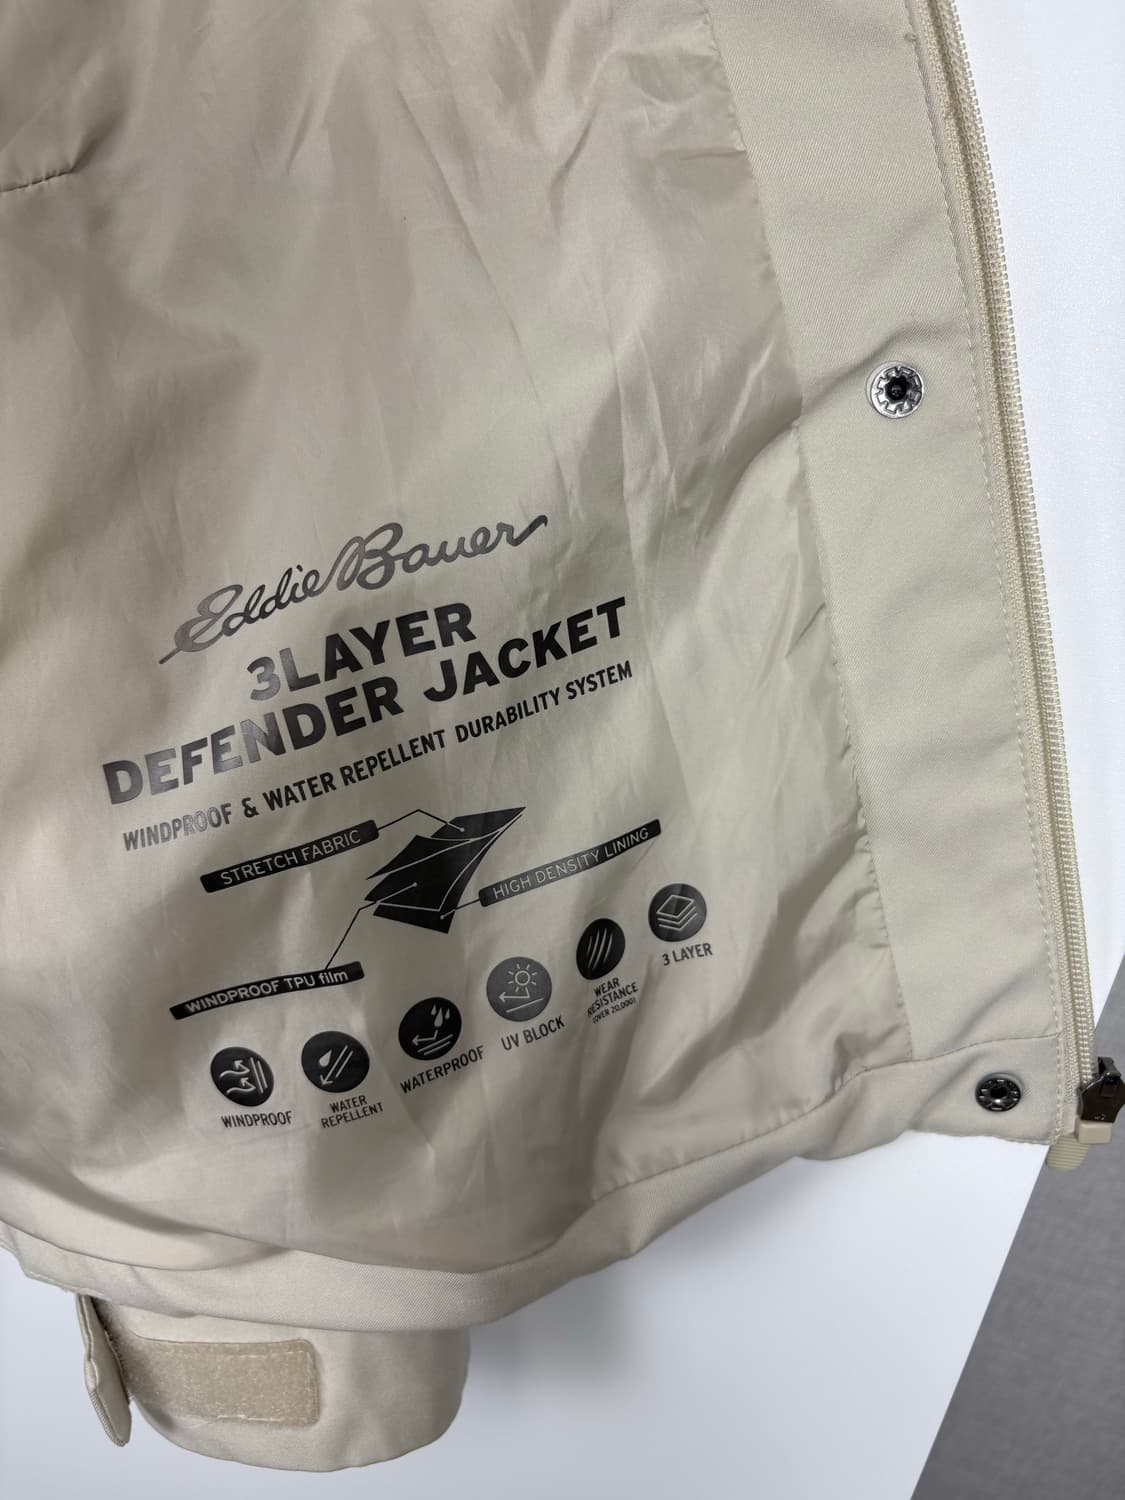 Eddie Bauer
3LAYER
DEFENDER JACKET
WINDPROOF & WATER REPELLENT DURABILITY SYSTEM
STRETCH FABRIC
HIGH DENSITY LINING
WINDPROOF TPU film
WINDPROOF
WATER
REPELLENT
WATERPROOF
UV BLOCK
WEAR
RESISTANCE
(OVER 20,000)
3 LAYER